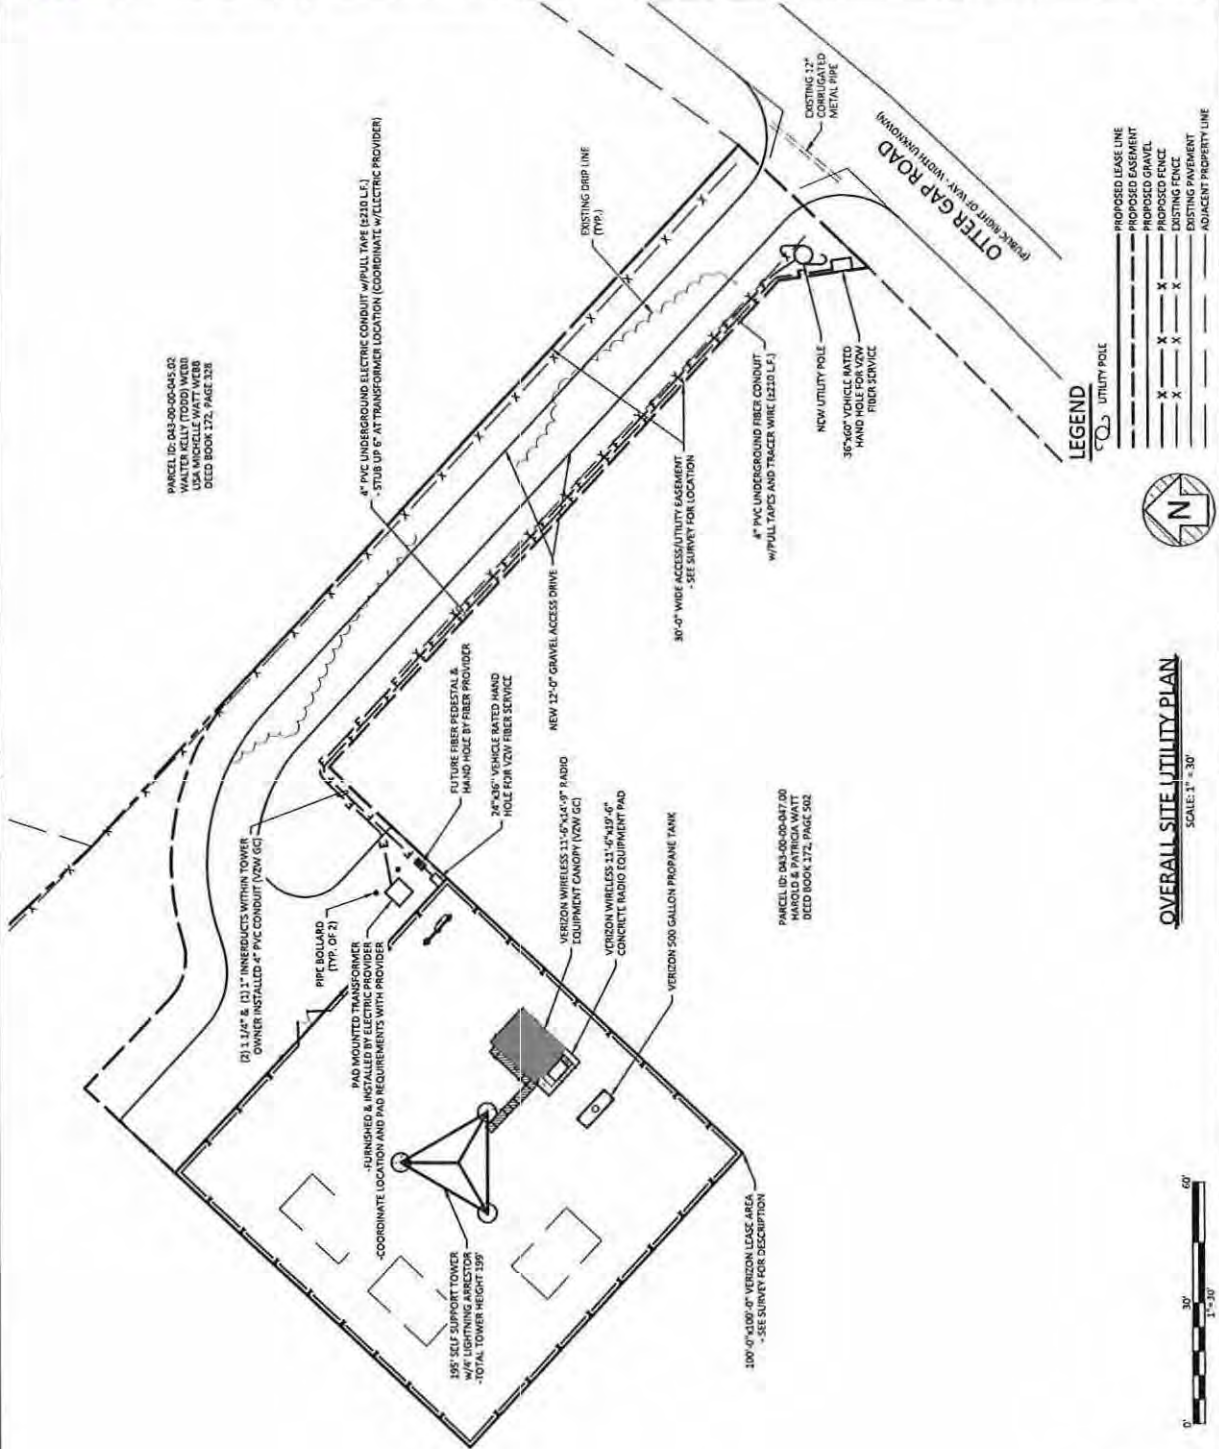 PARCEL ID: 043-00-00-045.02
WALTER KELLY (TODD) WEBB
LISA MICHELLE WATT WEBB
DEED BOOK 172, PAGE 328
4" PVC UNDERGROUND ELECTRIC CONDUIT w/PULL TAPE (±210 L.F.)
- STUB UP 6" AT TRANSFORMER LOCATION (COORDINATE w/ELECTRIC PROVIDER)
EXISTING DRIP LINE
(TYP.)
EXISTING 12"
CORRUGATED
METAL PIPE
OTTER GAP ROAD
(PUBLIC RIGHT OF WAY - WIDTH UNKNOWN)
(2) 1 1/4" & (1) 1" INNERDUCTS WITHIN TOWER
OWNER INSTALLED 4" PVC CONDUIT (VZW GC)
PIPE BOLLARD
(TYP. OF 2)
PAD MOUNTED TRANSFORMER
-FURNISHED & INSTALLED BY ELECTRIC PROVIDER
-COORDINATE LOCATION AND PAD REQUIREMENTS WITH PROVIDER
FUTURE FIBER PEDESTAL &
HAND HOLE BY FIBER PROVIDER
24"x36" VEHICLE RATED HAND
HOLE FOR VZW FIBER SERVICE
NEW 12'-0" GRAVEL ACCESS DRIVE
30'-0" WIDE ACCESS/UTILITY EASEMENT
- SEE SURVEY FOR LOCATION
4" PVC UNDERGROUND FIBER CONDUIT
w/PULL TAPES AND TRACER WIRE (±210 L.F.)
NEW UTILITY POLE
36"x60" VEHICLE RATED
HAND HOLE FOR VZW
FIBER SERVICE
VERIZON WIRELESS 11'-6"x14'-9" RADIO
EQUIPMENT CANOPY (VZW GC)
VERIZON WIRELESS 11'-6"x19'-6"
CONCRETE RADIO EQUIPMENT PAD
VERIZON 500 GALLON PROPANE TANK
195' SELF SUPPORT TOWER
w/4' LIGHTNING ARRESTOR
-TOTAL TOWER HEIGHT 199'
100'-0"x100'-0" VERIZON LEASE AREA
- SEE SURVEY FOR DESCRIPTION
PARCEL ID: 043-00-00-047.00
HAROLD & PATRICIA WATT
DEED BOOK 172, PAGE 502
LEGEND
UTILITY POLE
PROPOSED LEASE LINE
PROPOSED EASEMENT
PROPOSED GRAVEL
PROPOSED FENCE
EXISTING FENCE
EXISTING PAVEMENT
ADJACENT PROPERTY LINE
N
OVERALL SITE UTILITY PLAN
SCALE: 1" = 30'
0' 30' 60'
1"=30'